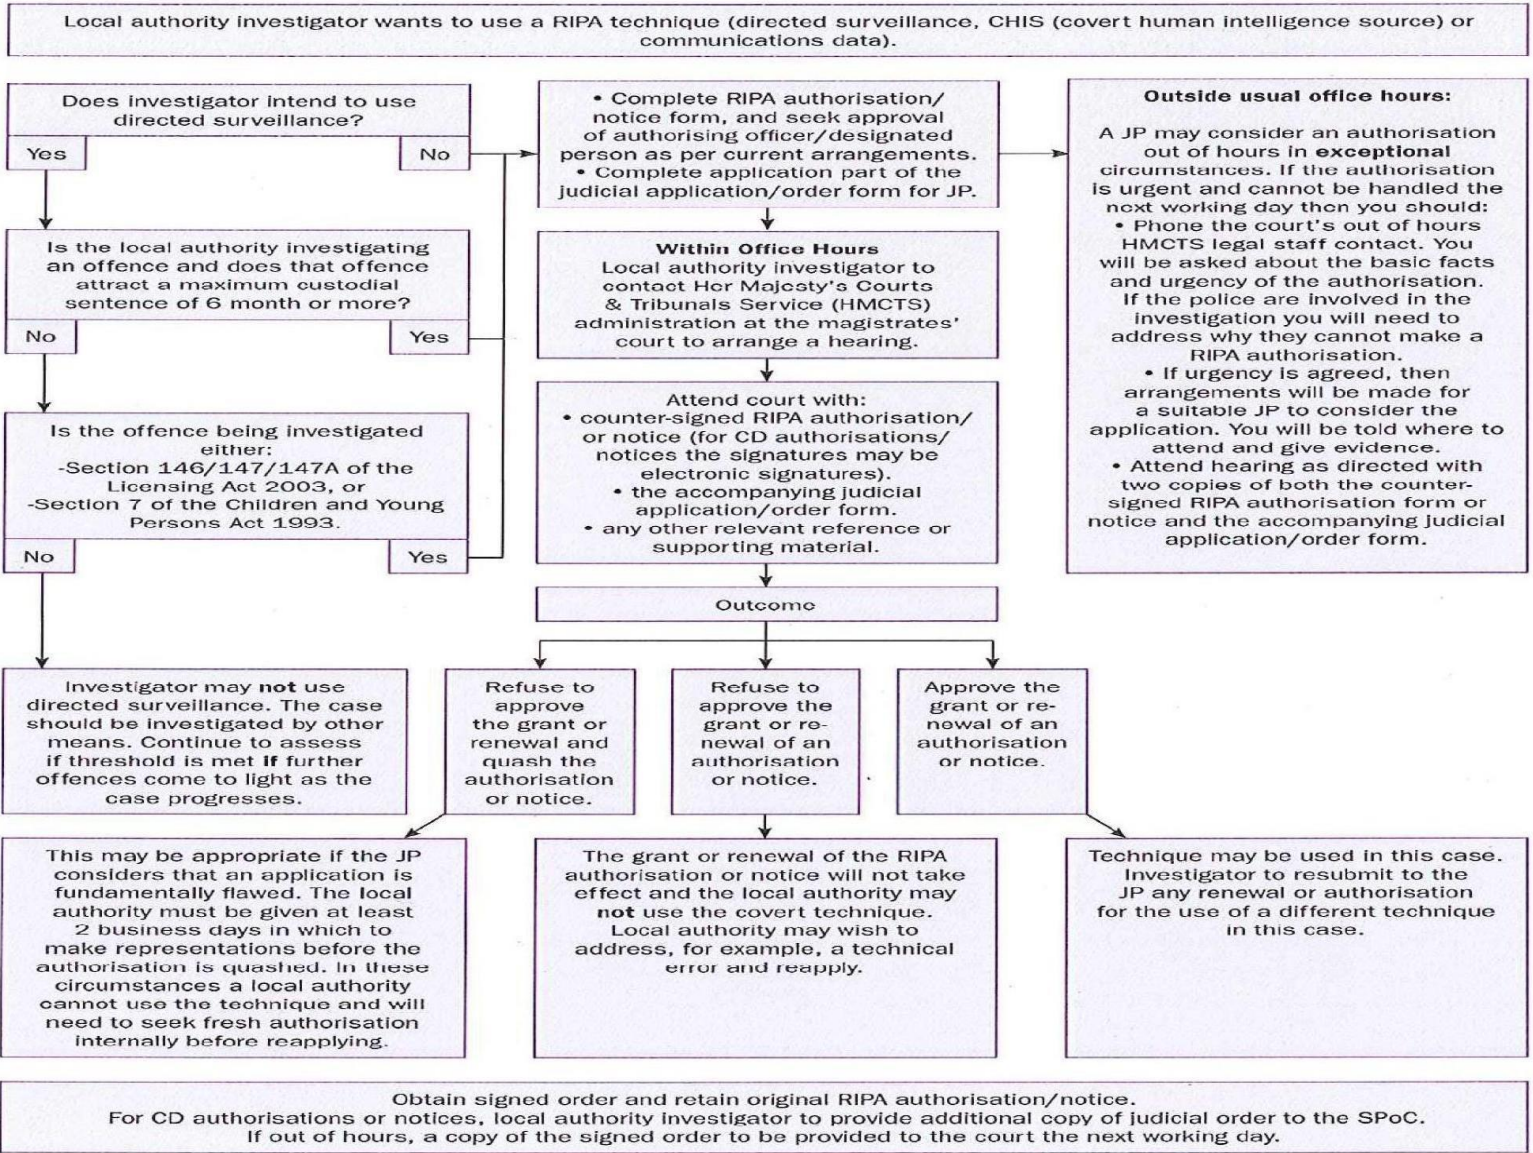 Local authority investigator wants to use a RIPA technique (directed surveillance, CHIS (covert human intelligence source) or
communications data).
Does investigator intend to use
directed surveillance?
Yes
No
Is the local authority investigating
an offence and does that offence
attract a maximum custodial
sentence of 6 month or more?
No
Yes
Is the offence being investigated
either:
-Section 146/147/147A of the
Licensing Act 2003, or
-Section 7 of the Children and Young
Persons Act 1993.
No
Yes
Investigator may not use
directed surveillance. The case
should be investigated by other
means. Continue to assess
if threshold is met if further
offences come to light as the
case progresses.
• Complete RIPA authorisation/
notice form, and seek approval
of authorising officer/designated
person as per current arrangements.
• Complete application part of the
judicial application/order form for JP.
Within Office Hours
Local authority investigator to
contact Her Majesty's Courts
& Tribunals Service (HMCTS)
administration at the magistrates'
court to arrange a hearing.
Attend court with:
• counter-signed RIPA authorisation/
or notice (for CD authorisations/
notices the signatures may be
electronic signatures).
• the accompanying judicial
application/order form.
• any other relevant reference or
supporting material.
Outside usual office hours:
A JP may consider an authorisation
out of hours in exceptional
circumstances. If the authorisation
is urgent and cannot be handled the
next working day then you should:
• Phone the court's out of hours
HMCTS legal staff contact. You
will be asked about the basic facts
and urgency of the authorisation.
If the police are involved in the
investigation you will need to
address why they cannot make a
RIPA authorisation.
• If urgency is agreed, then
arrangements will be made for
a suitable JP to consider the
application. You will be told where to
attend and give evidence.
• Attend hearing as directed with
two copies of both the counter-
signed RIPA authorisation form or
notice and the accompanying judicial
application/order form.
Outcome
Refuse to
approve
the grant or
renewal and
quash the
authorisation
or notice.
Refuse to
approve the
grant or re-
newal of an
authorisation
or notice.
Approve the
grant or re-
newal of an
authorisation
or notice.
This may be appropriate if the JP
considers that an application is
fundamentally flawed. The local
authority must be given at least
2 business days in which to
make representations before the
authorisation is quashed. In these
circumstances a local authority
cannot use the technique and will
need to seek fresh authorisation
internally before reapplying.
The grant or renewal of the RIPA
authorisation or notice will not take
effect and the local authority may
not use the covert technique.
Local authority may wish to
address, for example, a technical
error and reapply.
Technique may be used in this case.
Investigator to resubmit to the
JP any renewal or authorisation
for the use of a different technique
in this case.
Obtain signed order and retain original RIPA authorisation/notice.
For CD authorisations or notices, local authority investigator to provide additional copy of judicial order to the SPoC.
If out of hours, a copy of the signed order to be provided to the court the next working day.